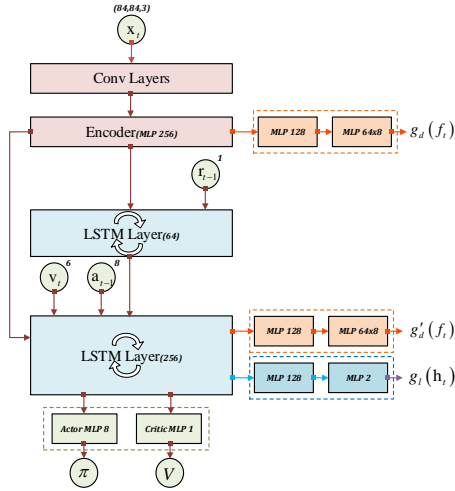 (84,84,3)
x_t
Conv Layers
Encoder(MLP 256)
MLP 128
MLP 64x8
g_d(f_t)
1
r_{t-1}
LSTM Layer(64)
6
v_t
8
a_{t-1}
LSTM Layer(256)
MLP 128
MLP 64x8
g'_d(f_t)
MLP 128
MLP 2
g_l(h_t)
Actor MLP 8
Critic MLP 1
π
V